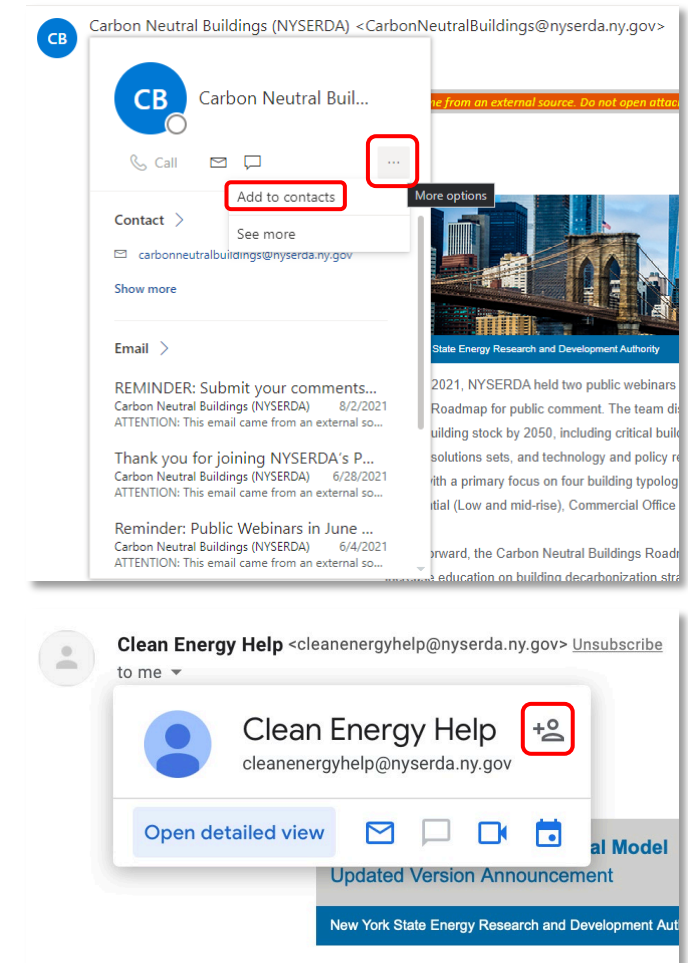 CB
Carbon Neutral Buildings (NYSERDA) <CarbonNeutralBuildings@nyserda.ny.gov>
CB
Carbon Neutral Buil...
me from an external source. Do not open attac
Call
...
Add to contacts
More options
Contact >
See more
carbonneutralbuildings@nyserda.ny.gov
Show more
State Energy Research and Development Authority
Email >
REMINDER: Submit your comments...
Carbon Neutral Buildings (NYSERDA) 8/2/2021
ATTENTION: This email came from an external so...
Thank you for joining NYSERDA's P...
Carbon Neutral Buildings (NYSERDA) 6/28/2021
ATTENTION: This email came from an external so...
Reminder: Public Webinars in June ...
Carbon Neutral Buildings (NYSERDA) 6/4/2021
ATTENTION: This email came from an external so...
2021, NYSERDA held two public webinars
Roadmap for public comment. The team di
uilding stock by 2050, including critical build
solutions sets, and technology and policy re
ith a primary focus on four building typolog
tial (Low and mid-rise), Commercial Office
orward, the Carbon Neutral Buildings Roadr
education on building decarbonization stra
Clean Energy Help <cleanenergyhelp@nyserda.ny.gov> Unsubscribe
to me
Clean Energy Help
cleanenergyhelp@nyserda.ny.gov
Open detailed view
al Model
Updated Version Announcement
New York State Energy Research and Development Aut